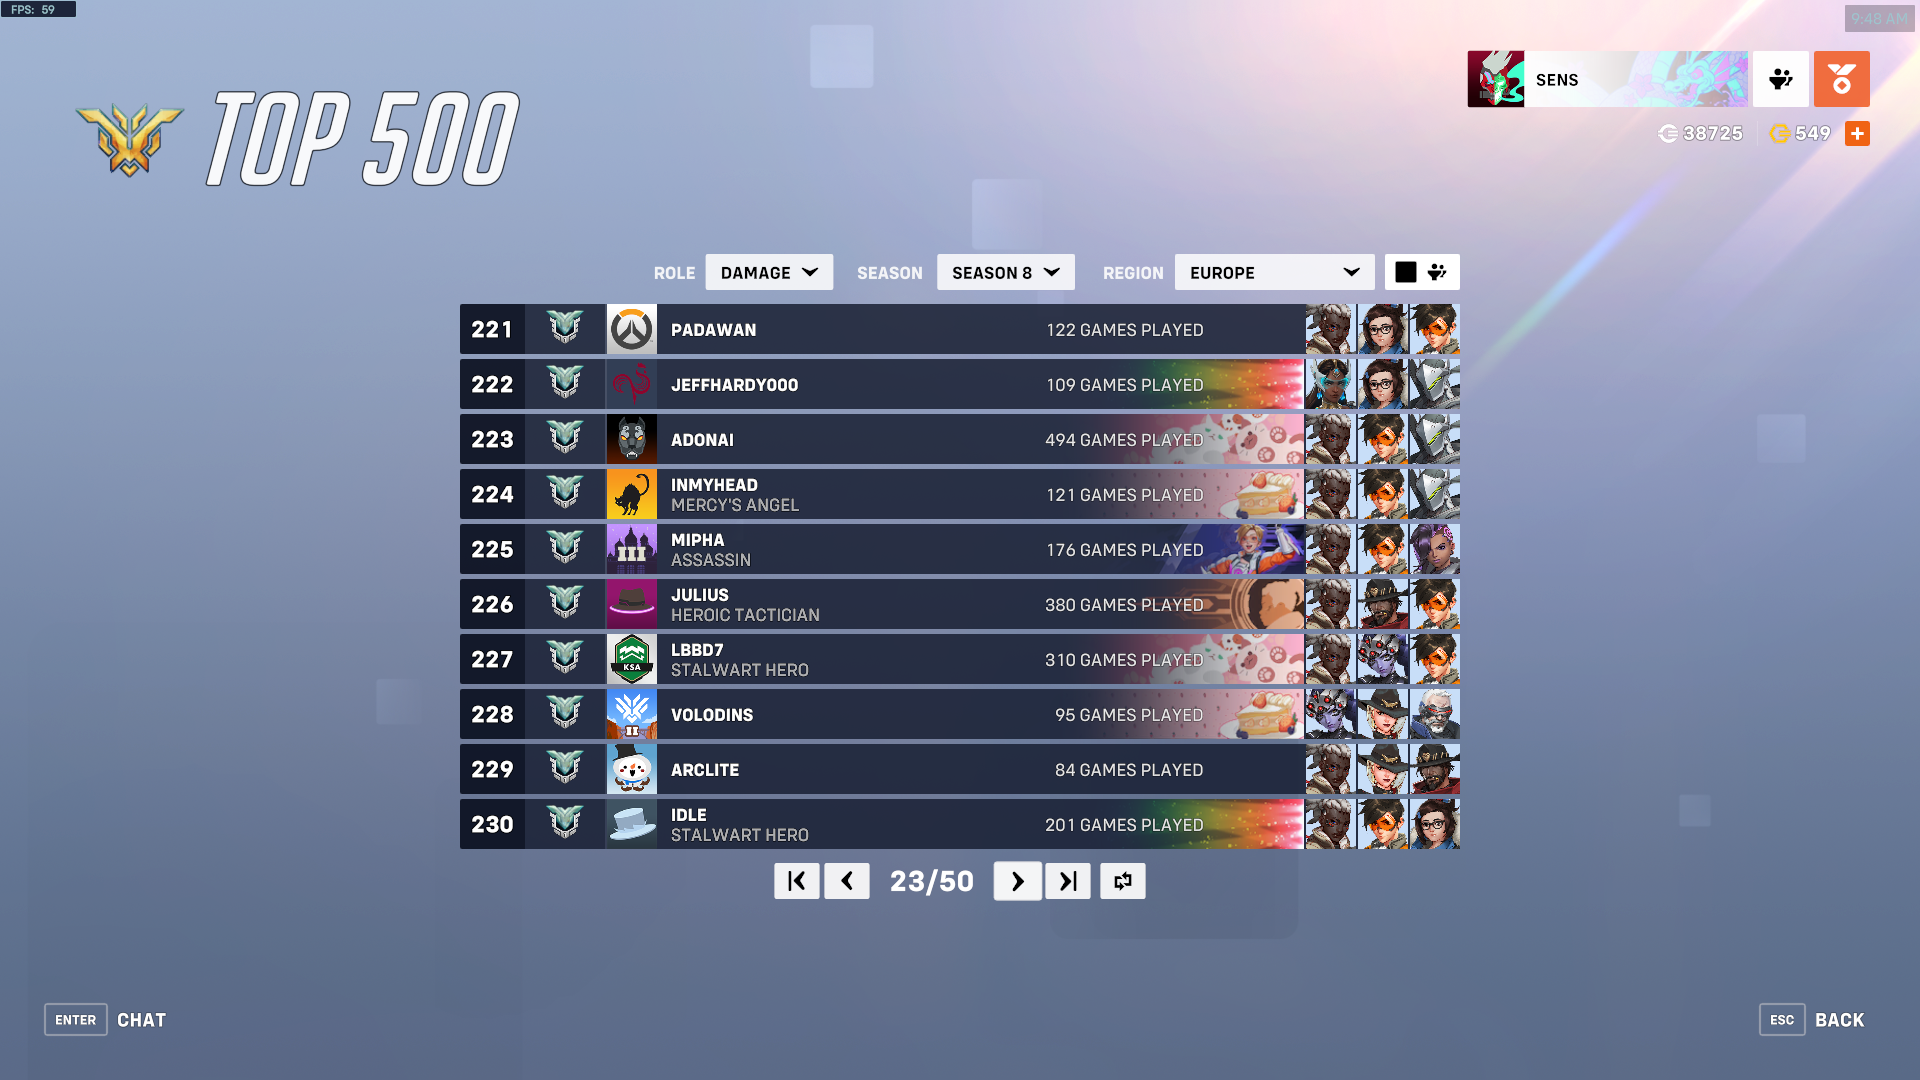 FPS: 59
9:48 AM
TOP 500
SENS
38725 549
ROLE DAMAGE SEASON SEASON 8 REGION EUROPE
221 PADAWAN 122 GAMES PLAYED
222 JEFFHARDY000 109 GAMES PLAYED
223 ADONAI 494 GAMES PLAYED
224 INMYHEAD 121 GAMES PLAYED
MERCY'S ANGEL
225 MIPHA 176 GAMES PLAYED
ASSASSIN
III
226 JULIUS 380 GAMES PLAYED
HEROIC TACTICIAN
227 LBBD7 310 GAMES PLAYED
STALWART HERO
KSA
228 VOLODINS 95 GAMES PLAYED
II
229 ARCLITE 84 GAMES PLAYED
230 IDLE 201 GAMES PLAYED
STALWART HERO
23/50
ENTER CHAT
ESC BACK